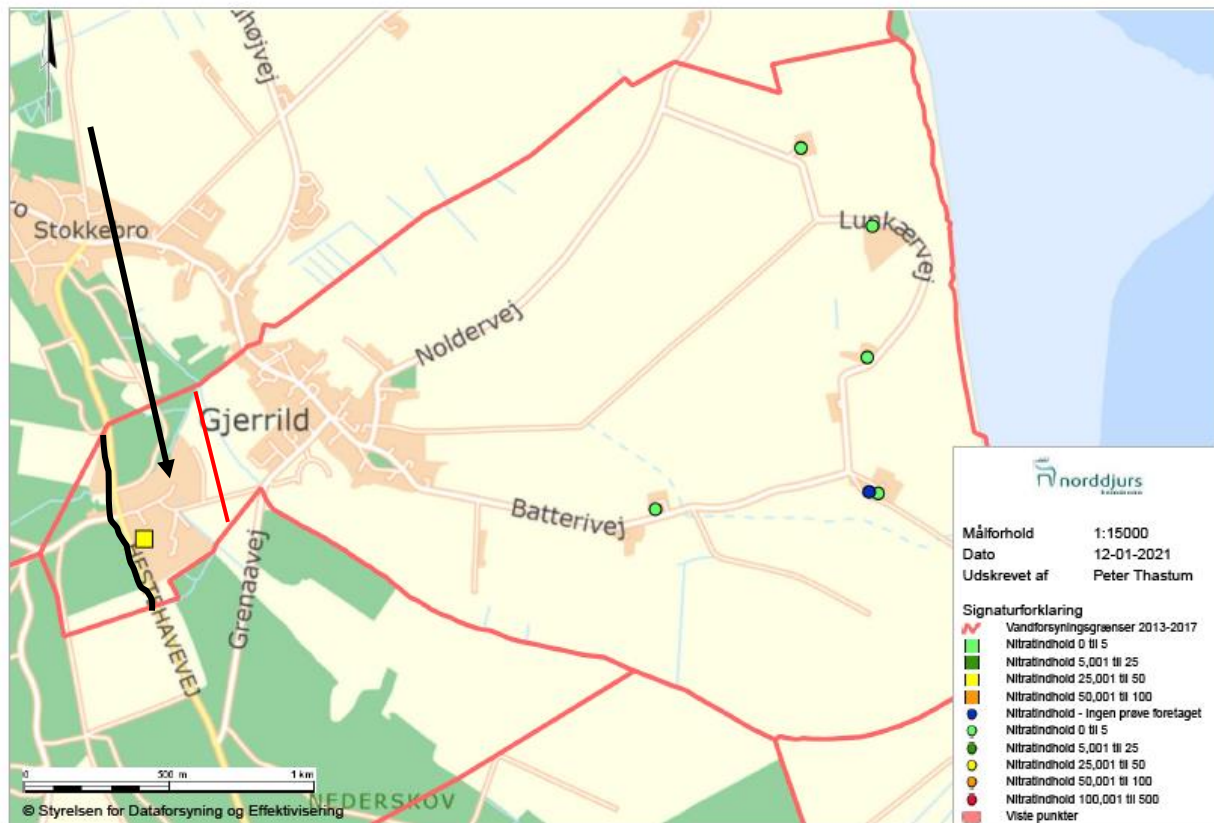 uhøjvej
Stokkebro
ro
Lunkærvej
Noldervej
Gjerrild
Batterivej
HESTEHAVEVEJ
Grenaavej
NEDERSKOV
0 500 m 1 km
© Styrelsen for Dataforsyning og Effektivisering
norddjurs
kommune
Målforhold 1:15000
Dato 12-01-2021
Udskrevet af Peter Thastum
Signaturforklaring
Vandforsyningsgrænser 2013-2017
Nitratindhold 0 til 5
Nitratindhold 5,001 til 25
Nitratindhold 25,001 til 50
Nitratindhold 50,001 til 100
Nitratindhold - Ingen prøve foretaget
Nitratindhold 0 til 5
Nitratindhold 5,001 til 25
Nitratindhold 25,001 til 50
Nitratindhold 50,001 til 100
Nitratindhold 100,001 til 500
Viste punkter